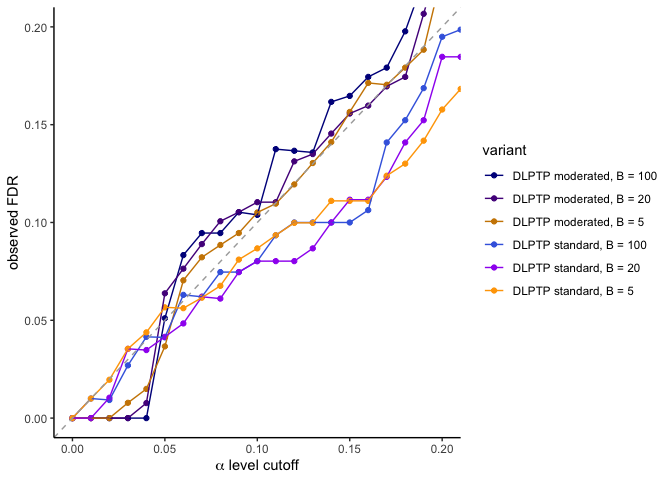 observed FDR
0.20
0.15
0.10
0.05
0.00
0.00 0.05 0.10 0.15 0.20
α level cutoff
variant
DLPTP moderated, B = 100
DLPTP moderated, B = 20
DLPTP moderated, B = 5
DLPTP standard, B = 100
DLPTP standard, B = 20
DLPTP standard, B = 5